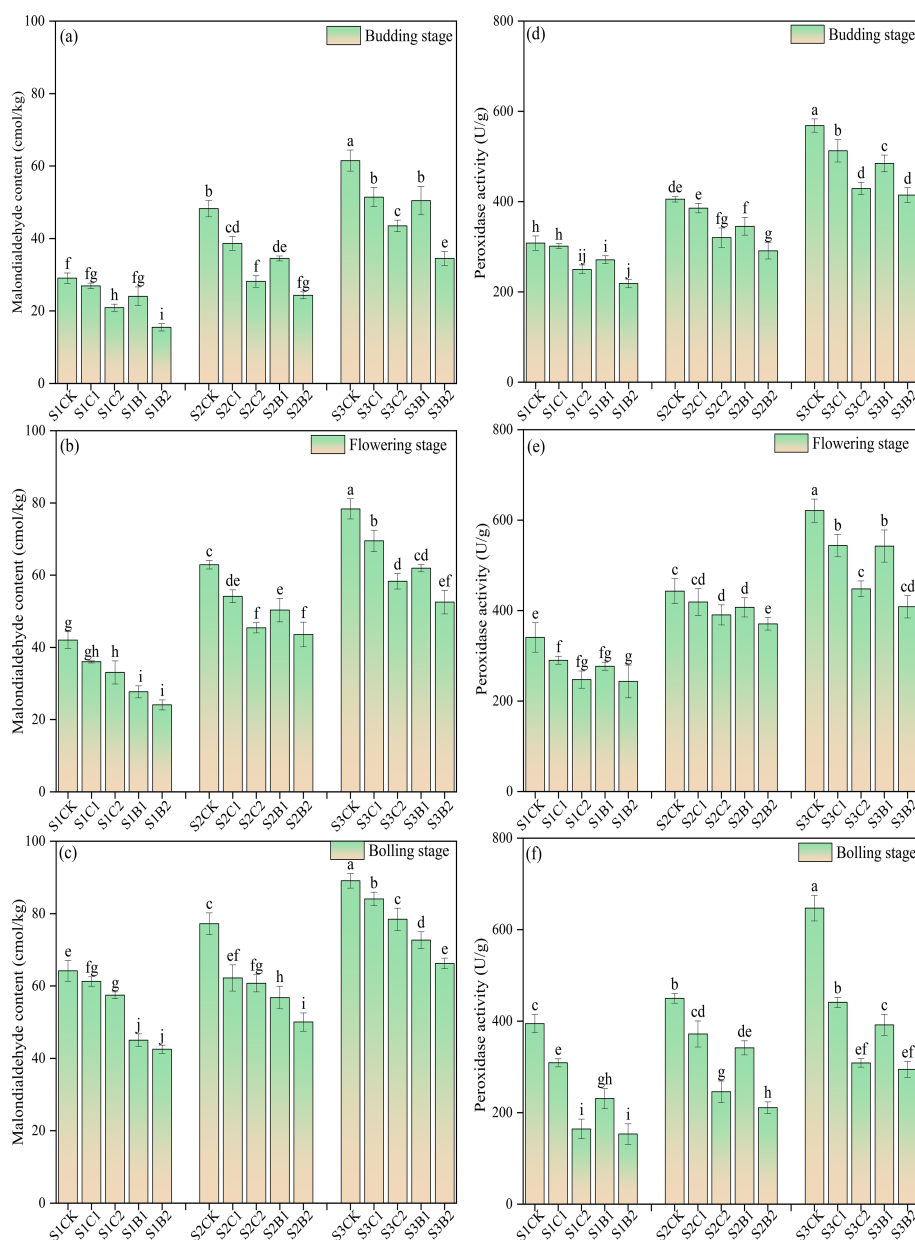 (a)
Budding stage
Malondialdehyde content (cmol/kg)
100
80
60
40
20
0
f fg h fg i b cd f de fg a b c b e
S1CK S1C1 S1C2 S1B1 S1B2 S2CK S2C1 S2C2 S2B1 S2B2 S3CK S3C1 S3C2 S3B1 S3B2
(d)
Budding stage
Peroxidase activity (U/g)
800
600
400
200
0
h h ij i j de e fg f g a b d c d
S1CK S1C1 S1C2 S1B1 S1B2 S2CK S2C1 S2C2 S2B1 S2B2 S3CK S3C1 S3C2 S3B1 S3B2
(b)
Flowering stage
Malondialdehyde content (cmol/kg)
100
80
60
40
20
0
g gh h i i c de f e f a b d cd ef
S1CK S1C1 S1C2 S1B1 S1B2 S2CK S2C1 S2C2 S2B1 S2B2 S3CK S3C1 S3C2 S3B1 S3B2
(e)
Flowering stage
Peroxidase activity (U/g)
800
600
400
200
0
e f fg fg g c cd d d e a b c b cd
S1CK S1C1 S1C2 S1B1 S1B2 S2CK S2C1 S2C2 S2B1 S2B2 S3CK S3C1 S3C2 S3B1 S3B2
(c)
Bolling stage
Malondialdehyde content (cmol/kg)
100
80
60
40
20
0
e fg g j j c ef fg h i a b c d e
S1CK S1C1 S1C2 S1B1 S1B2 S2CK S2C1 S2C2 S2B1 S2B2 S3CK S3C1 S3C2 S3B1 S3B2
(f)
Bolling stage
Peroxidase activity (U/g)
800
600
400
200
0
c e i gh i b cd g de h a b ef c ef
S1CK S1C1 S1C2 S1B1 S1B2 S2CK S2C1 S2C2 S2B1 S2B2 S3CK S3C1 S3C2 S3B1 S3B2